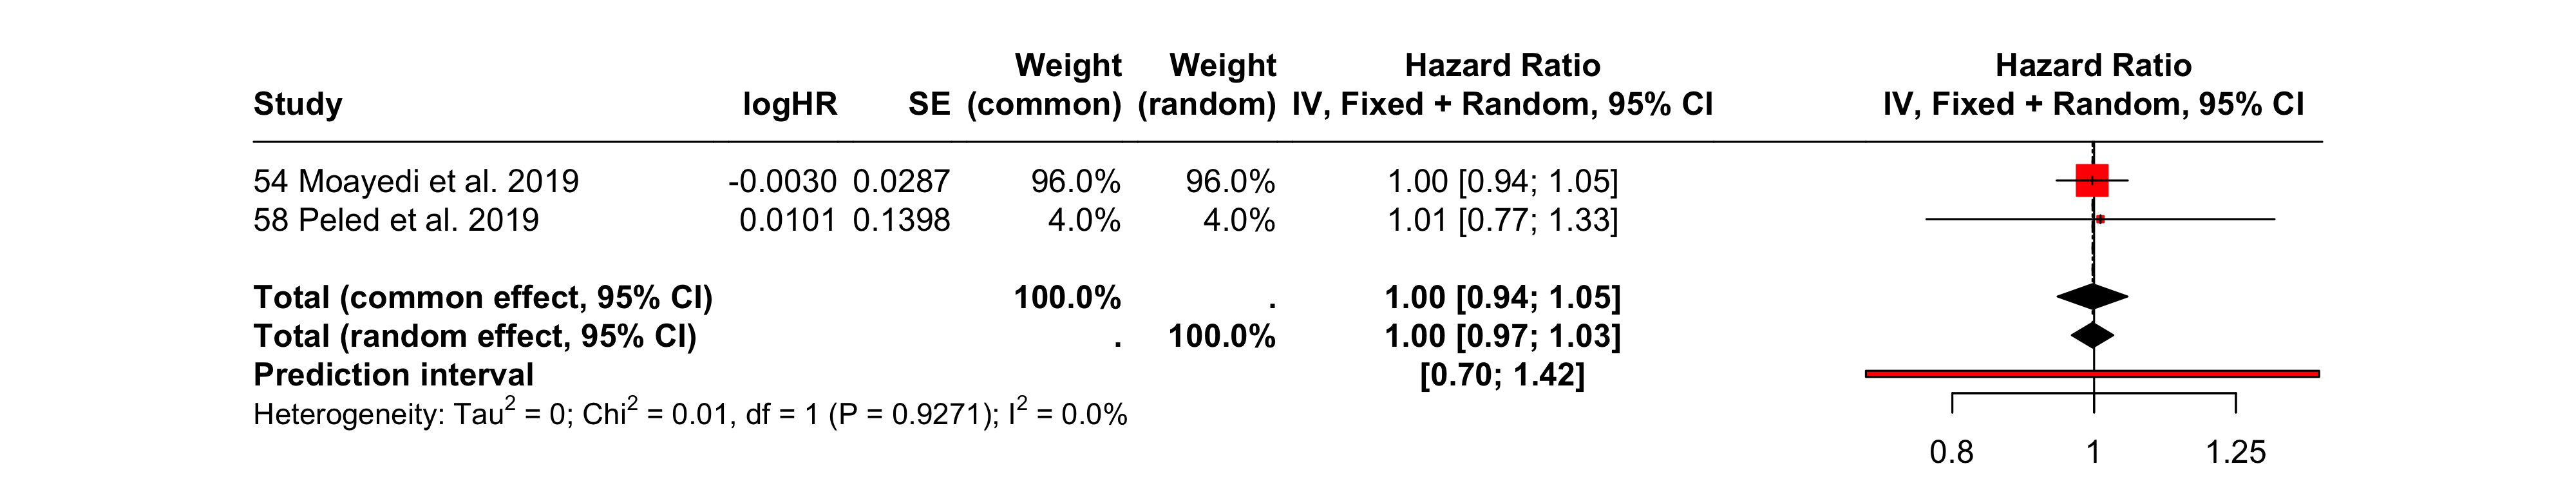 Weight Weight Hazard Ratio Hazard Ratio
Study logHR SE (common) (random) IV, Fixed + Random, 95% CI IV, Fixed + Random, 95% CI
54 Moayedi et al. 2019 -0.0030 0.0287 96.0% 96.0% 1.00 [0.94; 1.05]
58 Peled et al. 2019 0.0101 0.1398 4.0% 4.0% 1.01 [0.77; 1.33]
Total (common effect, 95% CI) 100.0% . 1.00 [0.94; 1.05]
Total (random effect, 95% CI) . 100.0% 1.00 [0.97; 1.03]
Prediction interval [0.70; 1.42]
Heterogeneity: Tau² = 0; Chi² = 0.01, df = 1 (P = 0.9271); I² = 0.0%
0.8 1 1.25